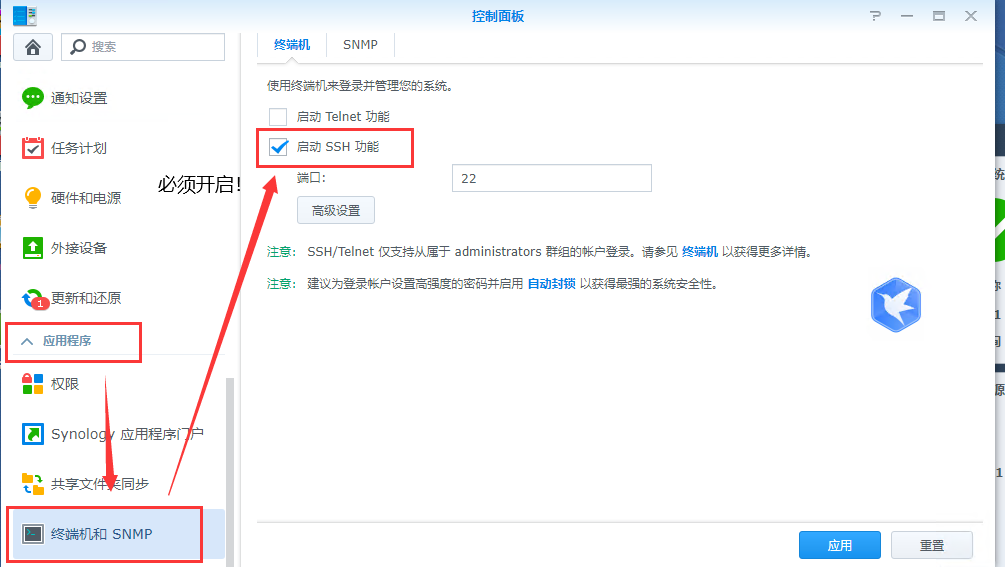 控制面板
搜索
通知设置
任务计划
硬件和电源
外接设备
更新和还原
1
应用程序
权限
Synology 应用程序门户
共享文件夹同步
终端机和 SNMP
必须开启!
终端机 SNMP
使用终端机来登录并管理您的系统。
启动 Telnet 功能
启动 SSH 功能
端口: 22
高级设置
注意: SSH/Telnet 仅支持从属于 administrators 群组的帐户登录。请参见 终端机 以获得更多详情。
注意: 建议为登录帐户设置高强度的密码并启用 自动封锁 以获得最强的系统安全性。
应用 重置
统
你
1
源
1